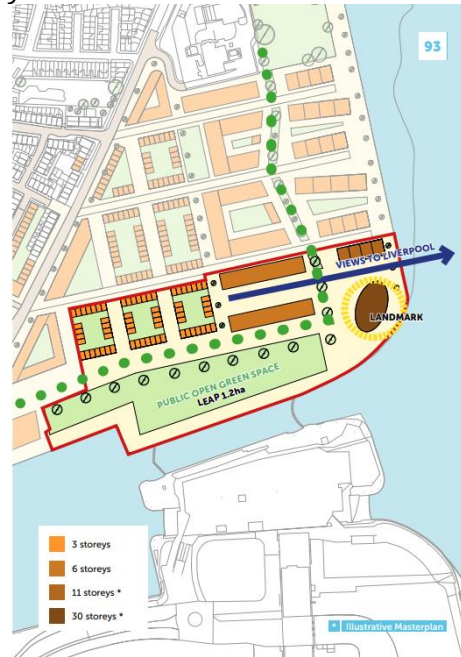 93
VIEWS TO LIVERPOOL
LANDMARK
PUBLIC OPEN GREEN SPACE
LEAP 1.2ha
3 storeys
6 storeys
11 storeys *
30 storeys *
* Illustrative Masterplan